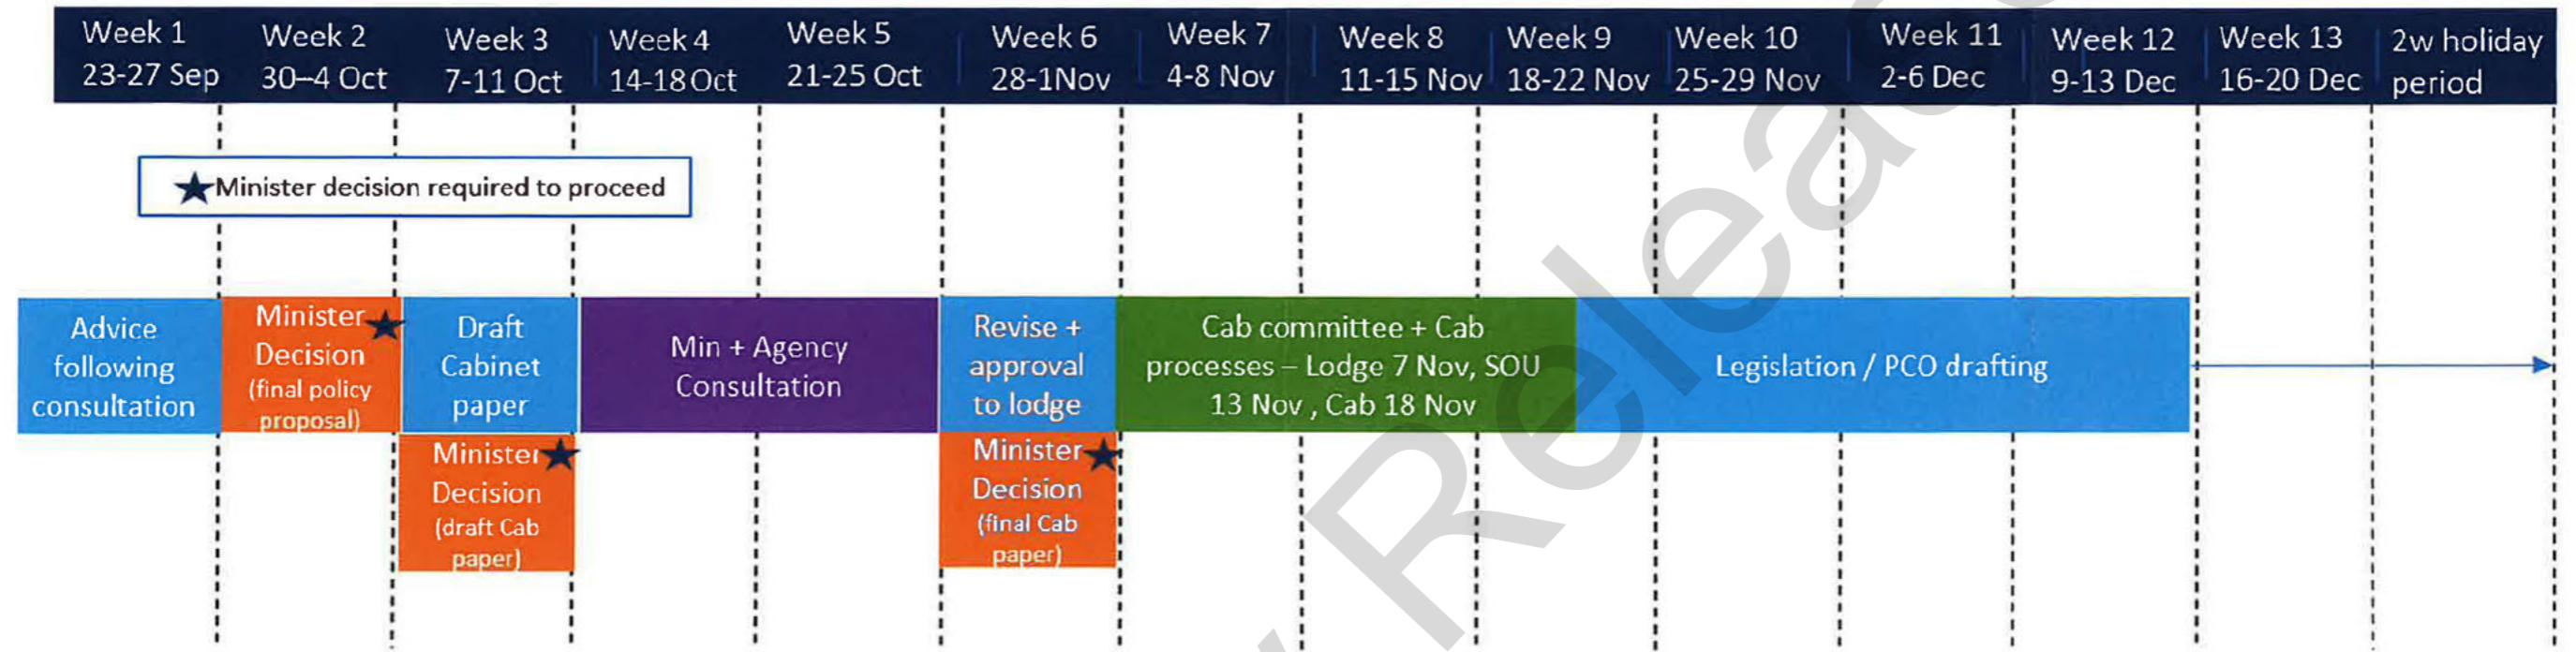 Week 1
23-27 Sep
Week 2
30–4 Oct
Week 3
7-11 Oct
Week 4
14-18 Oct
Week 5
21-25 Oct
Week 6
28-1Nov
Week 7
4-8 Nov
Week 8
11-15 Nov
Week 9
18-22 Nov
Week 10
25-29 Nov
Week 11
2-6 Dec
Week 12
9-13 Dec
Week 13
16-20 Dec
2w holiday
period
★Minister decision required to proceed
Advice
following
consultation
Minister
Decision
(final policy
proposal)
Draft
Cabinet
paper
Minister
Decision
(draft Cab
paper)
Min + Agency
Consultation
Revise +
approval
to lodge
Minister
Decision
(final Cab
paper)
Cab committee + Cab
processes – Lodge 7 Nov, SOU
13 Nov , Cab 18 Nov
Legislation / PCO drafting